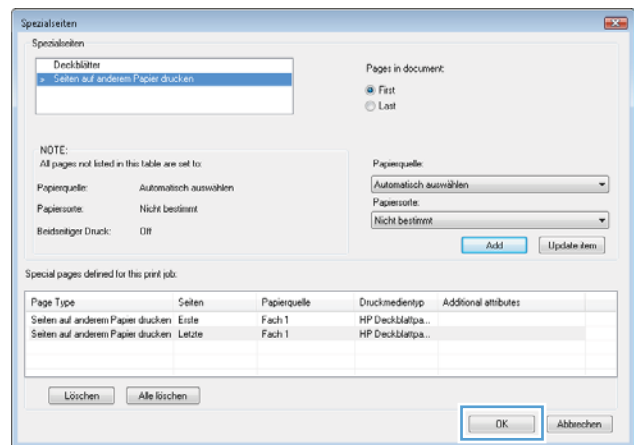 Spezialseiten
Spezialseiten
Deckblätter
» Seiten auf anderem Papier drucken
Pages in document:
First
Last
NOTE:
All pages not listed in this table are set to:
Papierquelle: Automatisch auswählen
Papiersorte: Nicht bestimmt
Beidseitiger Druck: Off
Papierquelle:
Automatisch auswählen
Papiersorte:
Nicht bestimmt
Add Update item
Special pages defined for this print job:
Page Type Seiten Papierquelle Druckmedientyp Additional attributes
Seiten auf anderem Papier drucken Erste Fach 1 HP Deckblattpa...
Seiten auf anderem Papier drucken Letzte Fach 1 HP Deckblattpa...
Löschen Alle löschen
OK Abbrechen